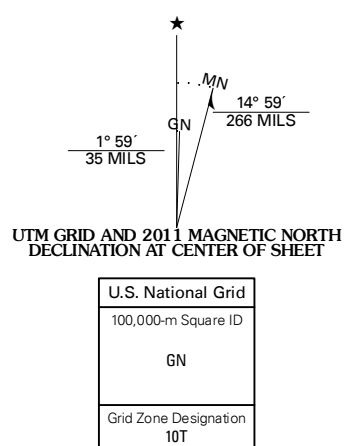 MN
GN
14° 59´
266 MILS
1° 59´
35 MILS
UTM GRID AND 2011 MAGNETIC NORTH
DECLINATION AT CENTER OF SHEET
U.S. National Grid
100,000-m Square ID
GN
Grid Zone Designation
10T